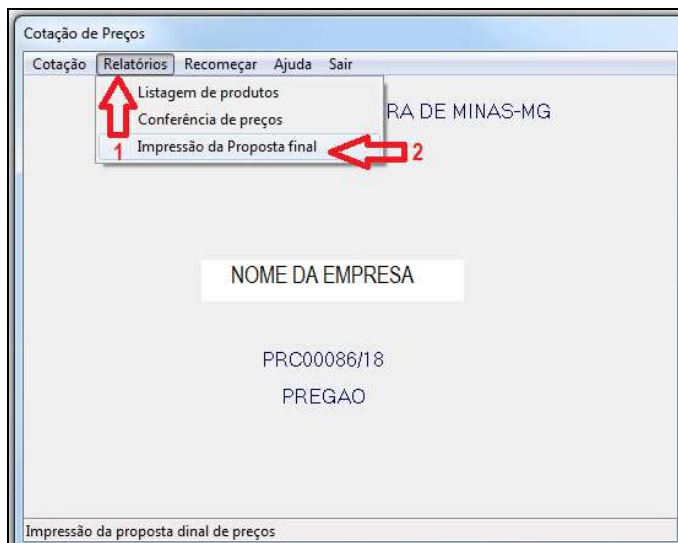 Cotação de Preços
Cotação Relatórios Recomeçar Ajuda Sair
Listagem de produtos
RA DE MINAS-MG
Conferência de preços
1 Impressão da Proposta final 2
NOME DA EMPRESA
PRC00086/18
PREGAO
Impressão da proposta dinal de preços